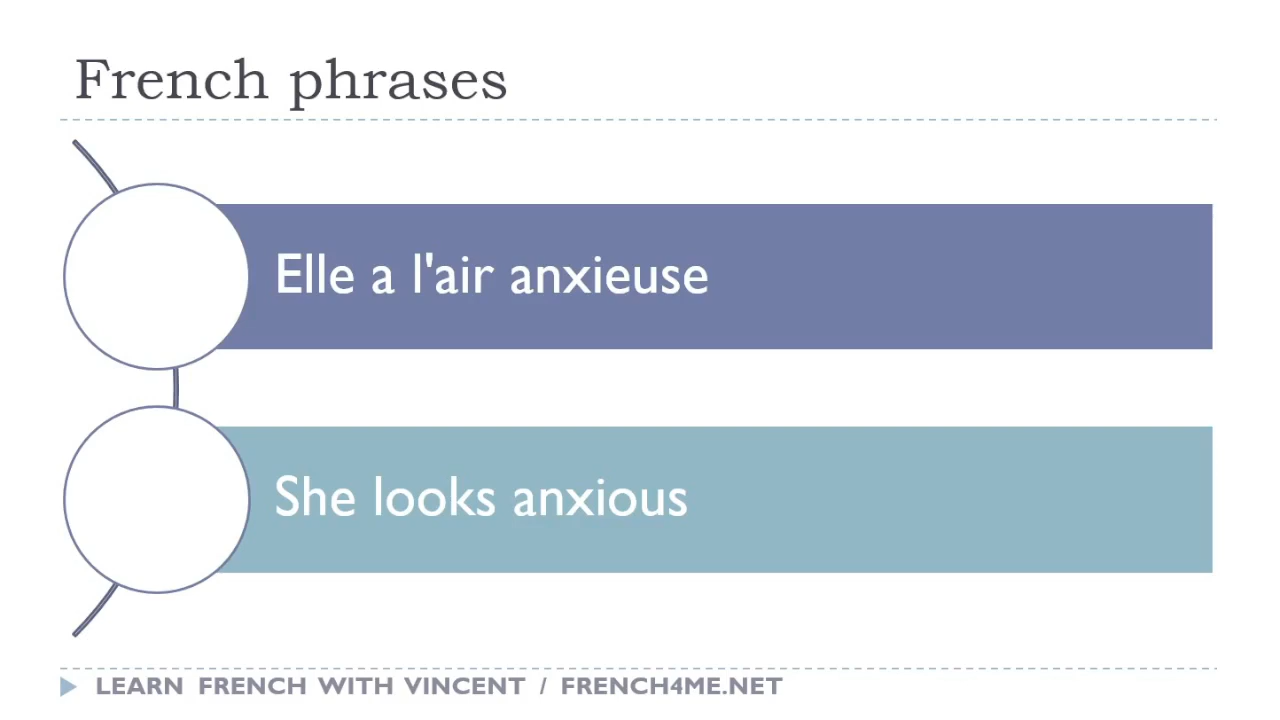 French phrases
Elle a l'air anxieuse
She looks anxious
LEARN FRENCH WITH VINCENT / FRENCH4ME.NET